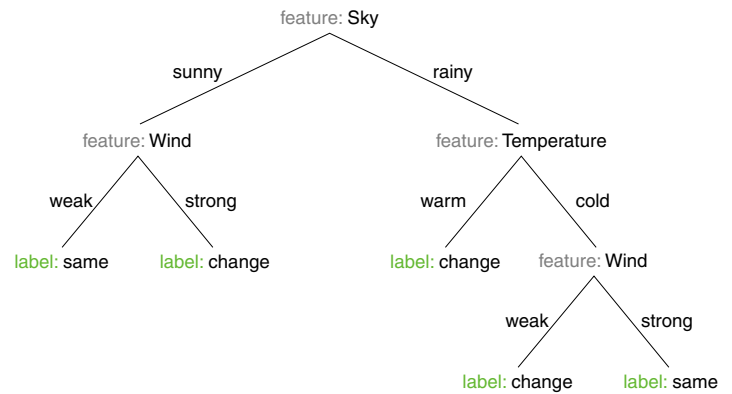 feature: Sky
sunny
rainy
feature: Wind
feature: Temperature
weak
strong
warm
cold
label: same
label: change
label: change
feature: Wind
weak
strong
label: change
label: same